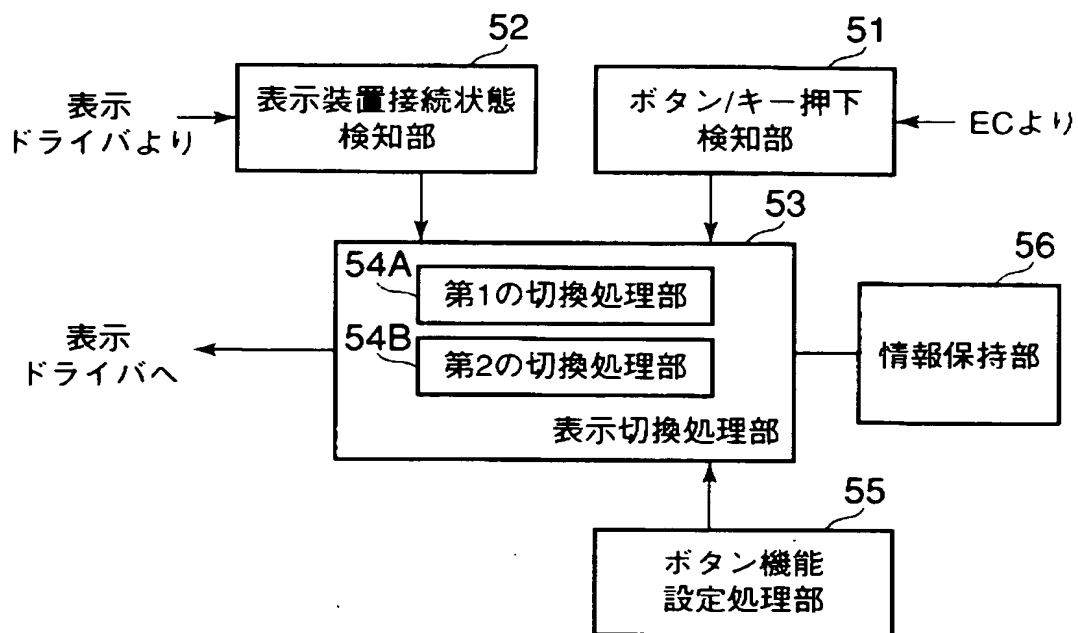 52
51
表示
ドライバより
表示装置接続状態
検知部
ボタン/キー押下
検知部
ECより
53
54A
第1の切換処理部
54B
第2の切換処理部
表示切換処理部
56
情報保持部
表示
ドライバへ
55
ボタン機能
設定処理部